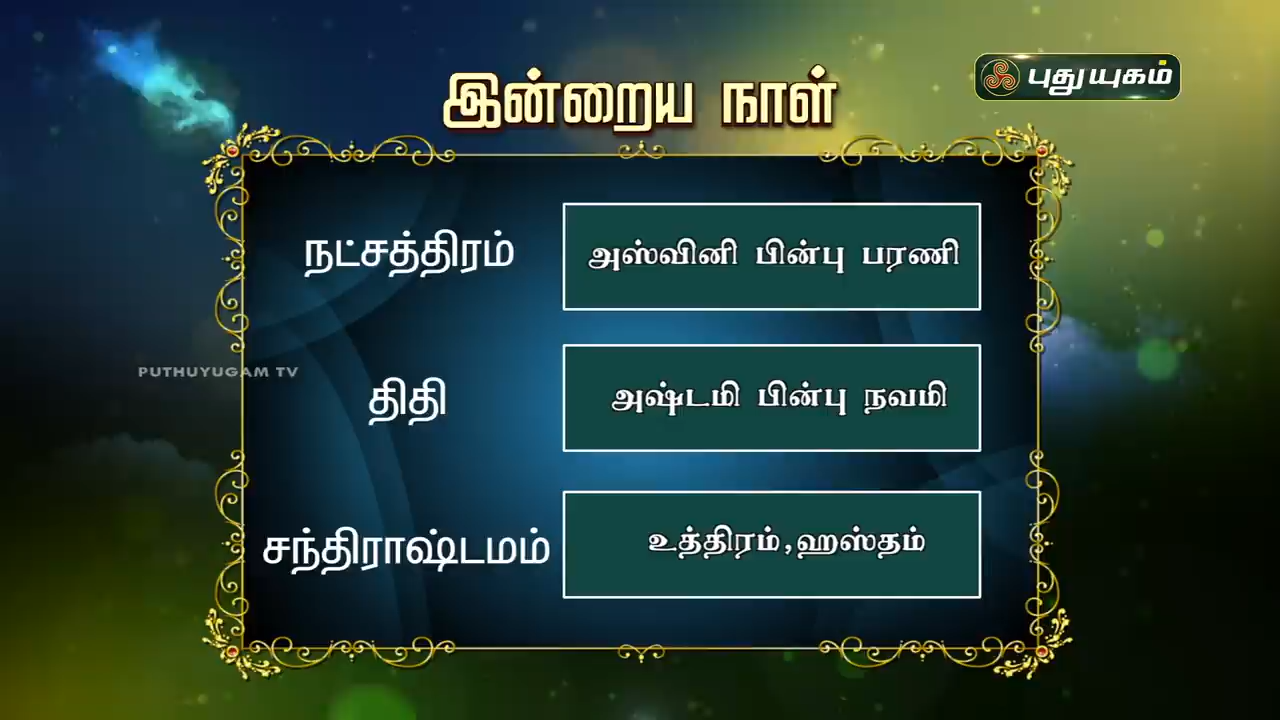 இன்றைய நாள்
புதுயுகம்
நட்சத்திரம்
அஸ்வினி பின்பு பரணி
PUTHUYUGAM TV
திதி
அஷ்டமி பின்பு நவமி
சந்திராஷ்டமம்
உத்திரம்,ஹஸ்தம்